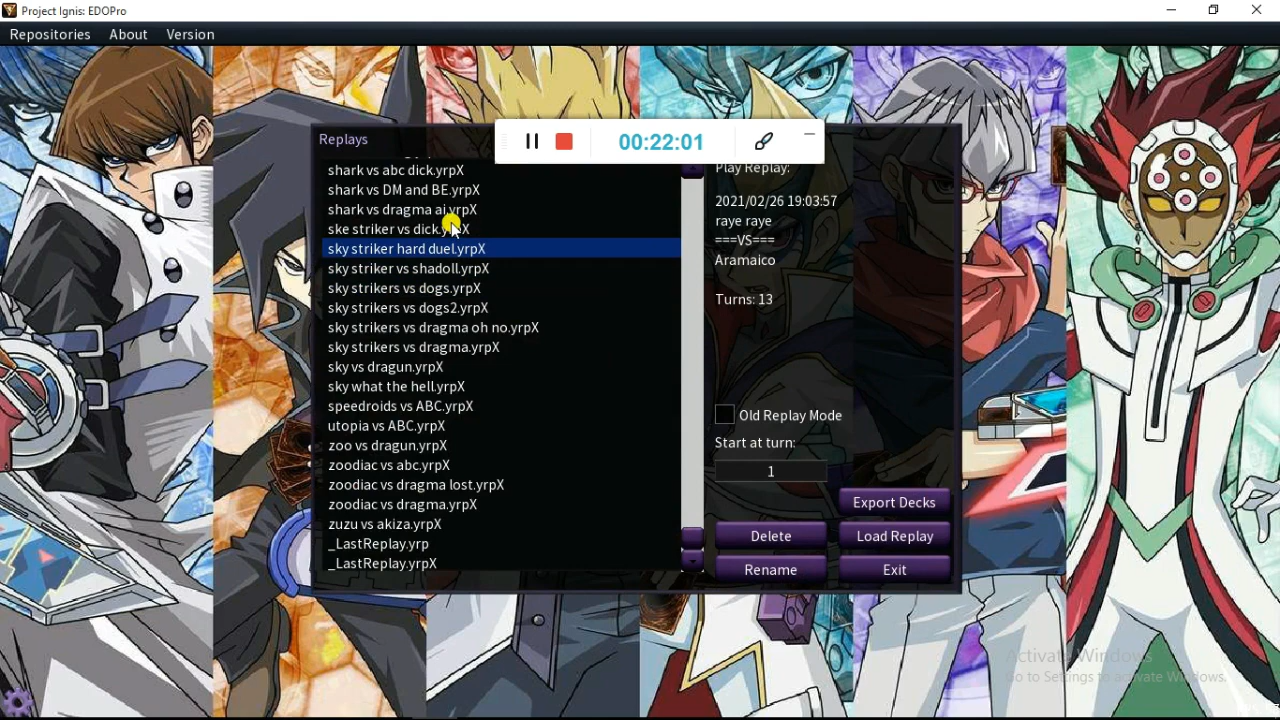 Project Ignis: EDOPro
Repositories About Version
Replays
00:22:01
shark vs abc dick.yrpX
shark vs DM and BE.yrpX
shark vs dragma ai.yrpX
ske striker vs dick.yrpX
sky striker hard duel.yrpX
sky striker vs shadoll.yrpX
sky strikers vs dogs.yrpX
sky strikers vs dogs2.yrpX
sky strikers vs dragma oh no.yrpX
sky strikers vs dragma.yrpX
sky vs dragun.yrpX
sky what the hell.yrpX
speedroids vs ABC.yrpX
utopia vs ABC.yrpX
zoo vs dragun.yrpX
zoodiac vs abc.yrpX
zoodiac vs dragma lost.yrpX
zoodiac vs dragma.yrpX
zuzu vs akiza.yrpX
_LastReplay.yrp
_LastReplay.yrpX
Play Replay:
2021/02/26 19:03:57
raye raye
===VS===
Aramaico
Turns: 13
Old Replay Mode
Start at turn:
1
Export Decks
Delete
Load Replay
Rename
Exit
Activate Windows
Go to Settings to activate Windows.